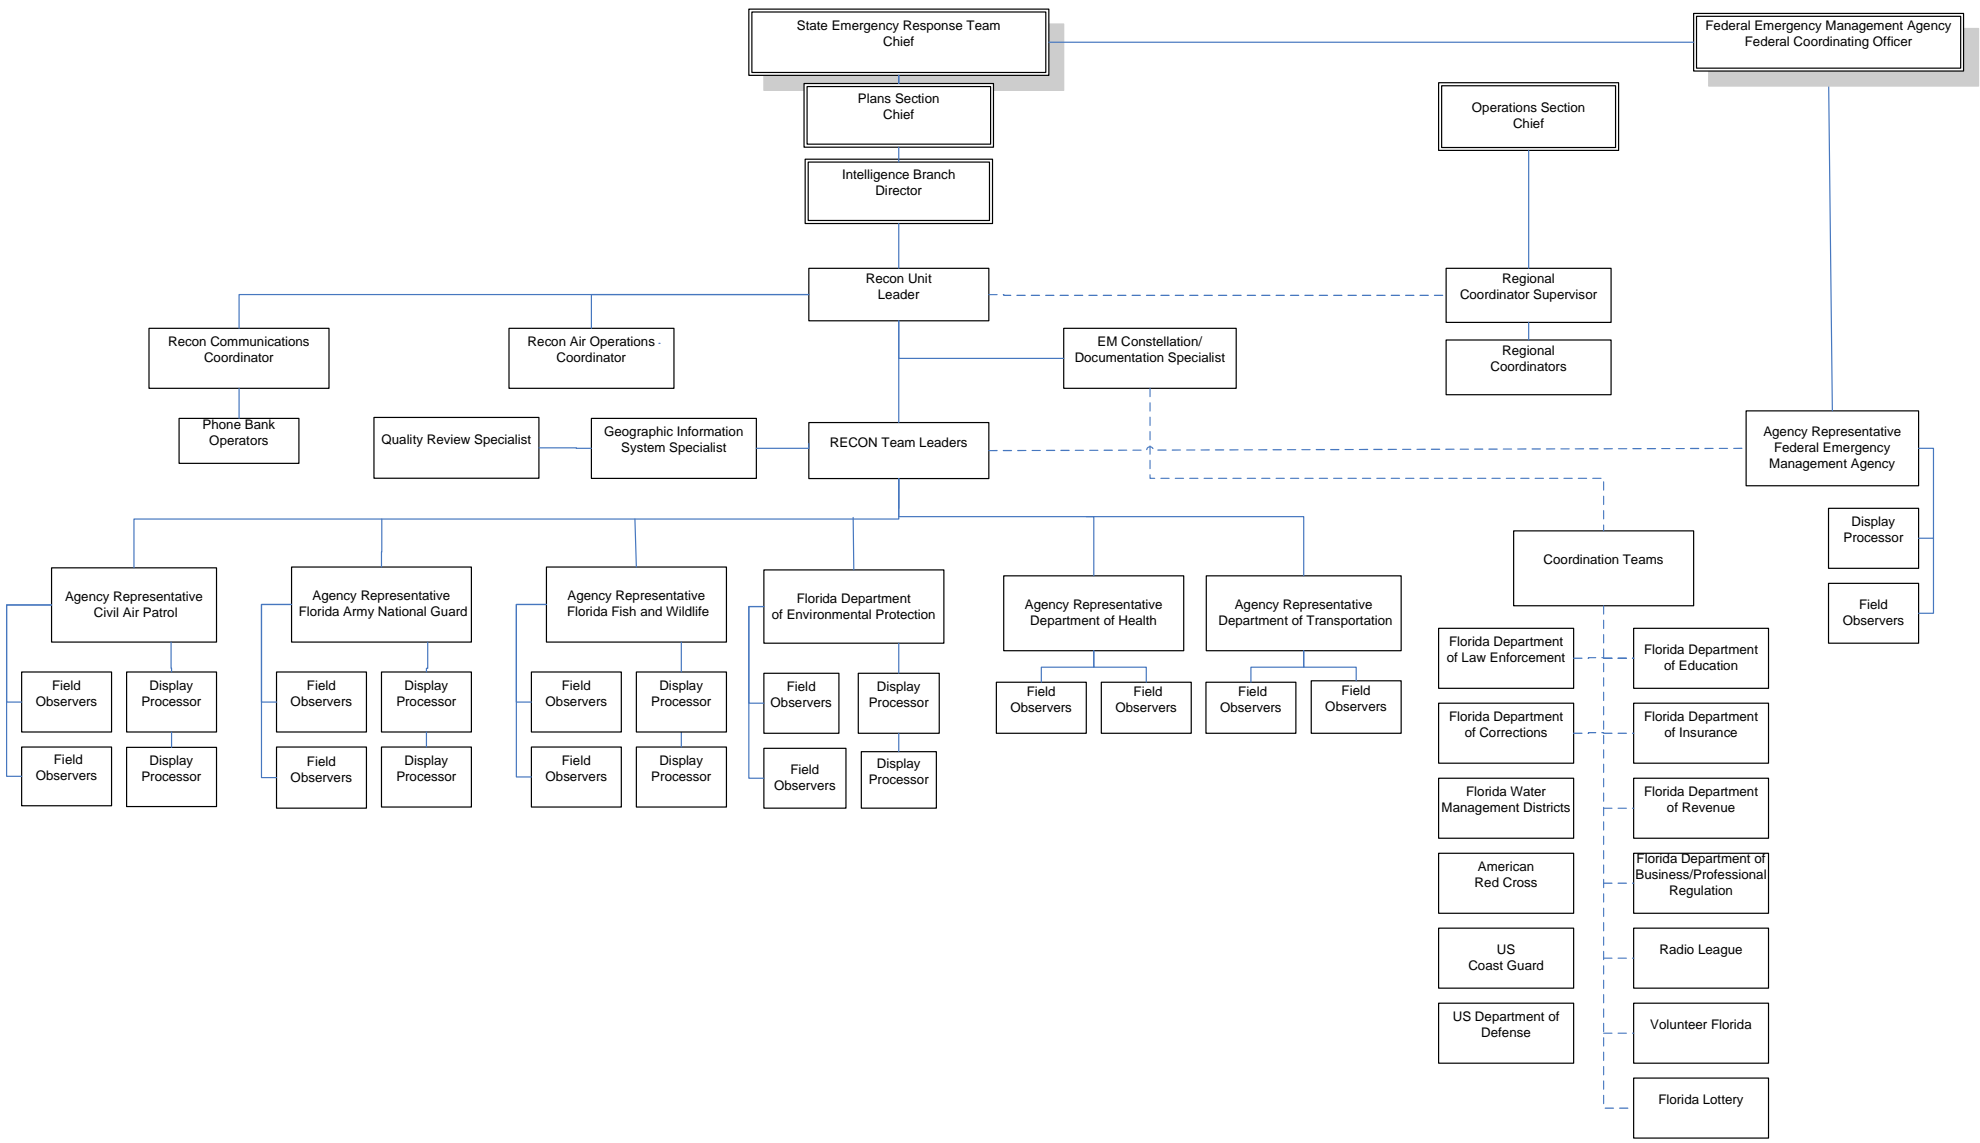 State Emergency Response Team
Chief
Federal Emergency Management Agency
Federal Coordinating Officer
Plans Section
Chief
Operations Section
Chief
Intelligence Branch
Director
Recon Unit
Leader
Regional
Coordinator Supervisor
Recon Communications
Coordinator
Recon Air Operations -
Coordinator
EM Constellation/
Documentation Specialist
Regional
Coordinators
Phone Bank
Operators
Quality Review Specialist
Geographic Information
System Specialist
RECON Team Leaders
Agency Representative
Federal Emergency
Management Agency
Display
Processor
Field
Observers
Coordination Teams
Agency Representative
Civil Air Patrol
Agency Representative
Florida Army National Guard
Agency Representative
Florida Fish and Wildlife
Florida Department
of Environmental Protection
Agency Representative
Department of Health
Agency Representative
Department of Transportation
Field
Observers
Display
Processor
Field
Observers
Display
Processor
Field
Observers
Display
Processor
Field
Observers
Display
Processor
Field
Observers
Field
Observers
Field
Observers
Field
Observers
Field
Observers
Display
Processor
Field
Observers
Display
Processor
Field
Observers
Display
Processor
Field
Observers
Display
Processor
Florida Department
of Law Enforcement
Florida Department
of Education
Florida Department
of Corrections
Florida Department
of Insurance
Florida Water
Management Districts
Florida Department
of Revenue
American
Red Cross
Florida Department of
Business/Professional
Regulation
US
Coast Guard
Radio League
US Department of
Defense
Volunteer Florida
Florida Lottery